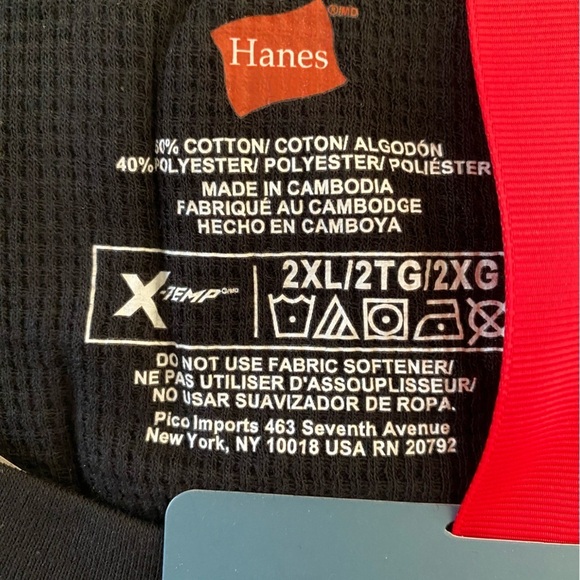 ®/MD
Hanes
60% COTTON/ COTON/ ALGODÓN
40% POLYESTER/ POLYESTER/ POLIÉSTER
MADE IN CAMBODIA
FABRIQUÉ AU CAMBODGE
HECHO EN CAMBOYA
X-TEMP
2XL/2TG/2XG
DO NOT USE FABRIC SOFTENER/
NE PAS UTILISER D'ASSOUPLISSEUR/
NO USAR SUAVIZADOR DE ROPA.
Pico Imports 463 Seventh Avenue
New York, NY 10018 USA RN 20792